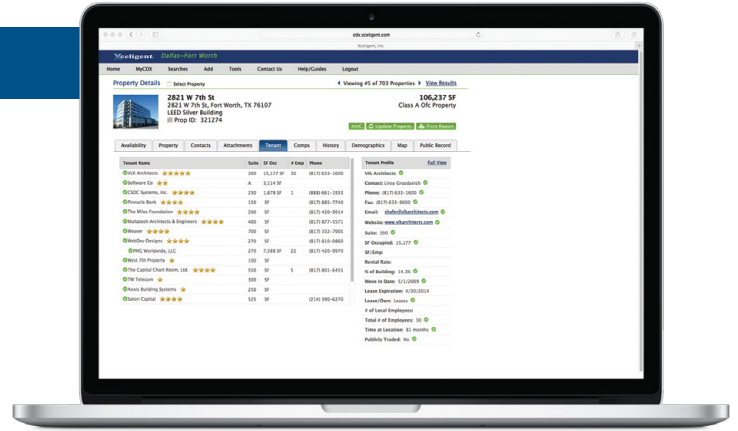 cdx.xceligent.com
Xceligent, Inc.
Xceligent Dallas+Fort Worth
Home MyCDX Searches Add Tools Contact Us Help/Guides Logout
Property Details Select Property Viewing #5 of 703 Properties View Results
2821 W 7th St 106,237 SF
2821 W 7th St, Fort Worth, TX 76107 Class A Ofc Property
LEED Silver Building
Prop ID: 321274
Update Property Print Report
Availability Property Contacts Attachments Tenant Comps History Demographics Map Public Record
Tenant Name Suite SF Occ # Emp Phone
VLK Architects 300 15,177 SF 30 (817) 633-1600
Software Co A 3,114 SF
CSDC Systems, Inc. 230 1,678 SF 1 (888) 661-1933
Pinnacle Bank 150 SF (817) 885-7740
The Miles Foundation 200 SF (817) 420-9814
Multatech Architects & Engineers 400 SF (817) 877-5571
Weaver 700 SF (817) 332-7905
WebDev Designs 270 SF (817) 810-0860
PMG Worldwide, LLC 270 7,588 SF 22 (817) 420-9970
West 7th Property 100 SF
The Capital Chart Room, Ltd. 550 SF 5 (817) 801-6455
TW Telecom 300 SF
Axxis Building Systems 250 SF
Satori Capital 525 SF (214) 390-6270
Tenant Profile Full View
Vlk Architects
Contact: Linsy Grozdanich
Phone: (817) 633-1600
Fax: (817) 633-9600
Email:
Website: www.vlkarchitects.com
Suite: 300
SF Occupied: 15,177
SF/Emp:
Rental Rate:
% of Building: 14.3%
Move In Date: 5/1/2009
Lease Expiration: 4/30/2014
Lease/Own: Leases
# of Local Employees:
Total # of Employees: 30
Time at Location: 81 months
Publicly Traded: No